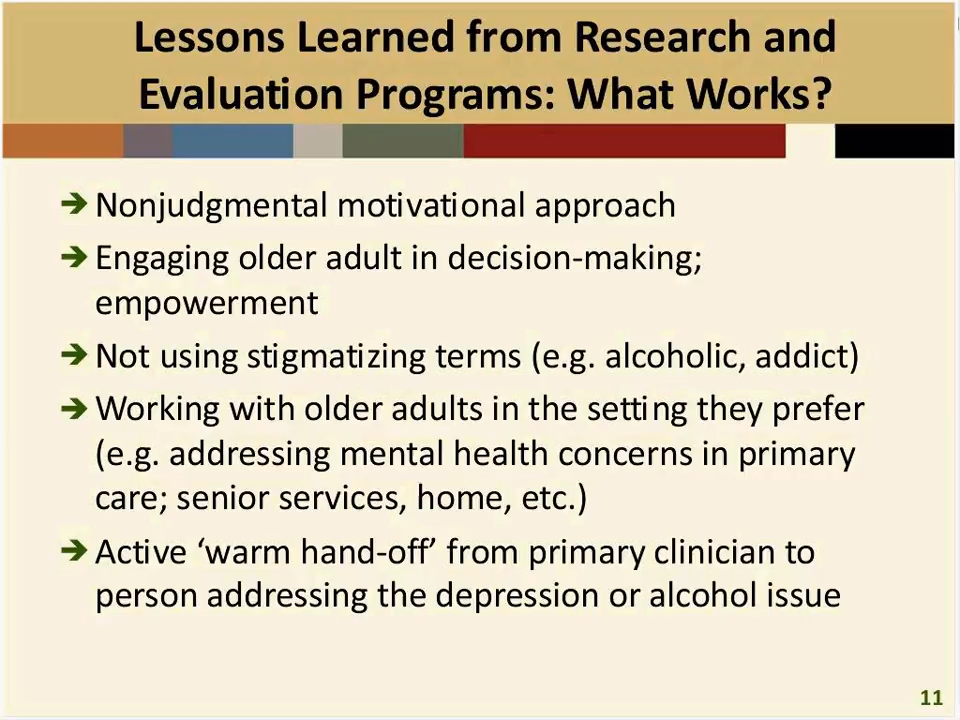 Lessons Learned from Research and
Evaluation Programs: What Works?
➔ Nonjudgmental motivational approach
➔ Engaging older adult in decision-making;
empowerment
➔ Not using stigmatizing terms (e.g. alcoholic, addict)
➔ Working with older adults in the setting they prefer
(e.g. addressing mental health concerns in primary
care; senior services, home, etc.)
➔ Active ‘warm hand-off’ from primary clinician to
person addressing the depression or alcohol issue
11